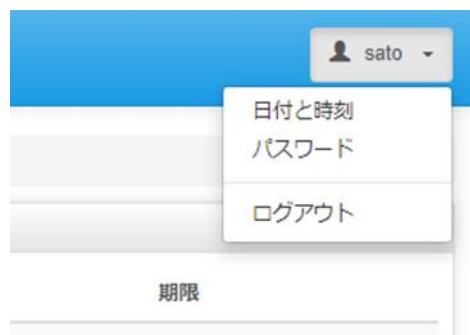 sato
日付と時刻
パスワード
ログアウト
期限